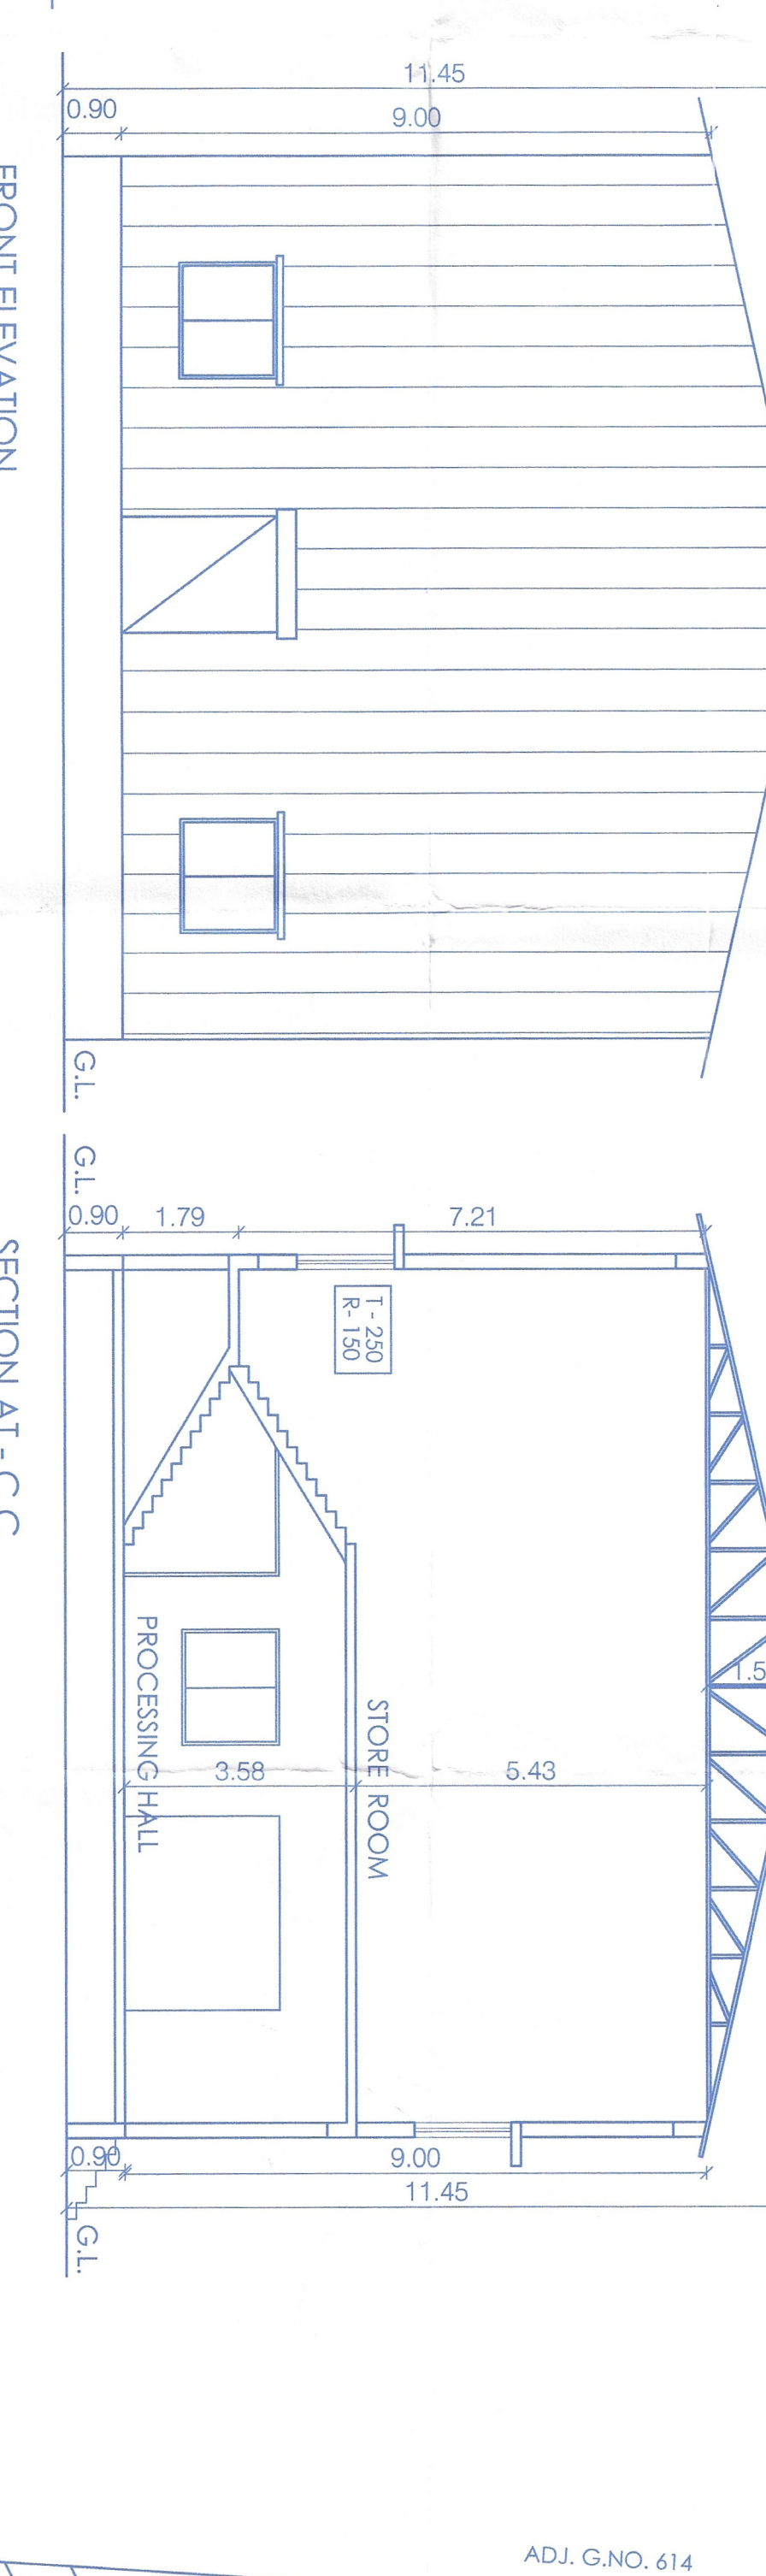 11.45
0.90
9.00
FRONT ELEVATION
G.L.
G.L.
0.90
1.79
7.21
T - 250
R- 150
SECTION AT - C C
PROCESSING HALL
STORE ROOM
1.5
3.58
5.43
0.90
9.00
11.45
G.L.
ADJ. G.NO. 614